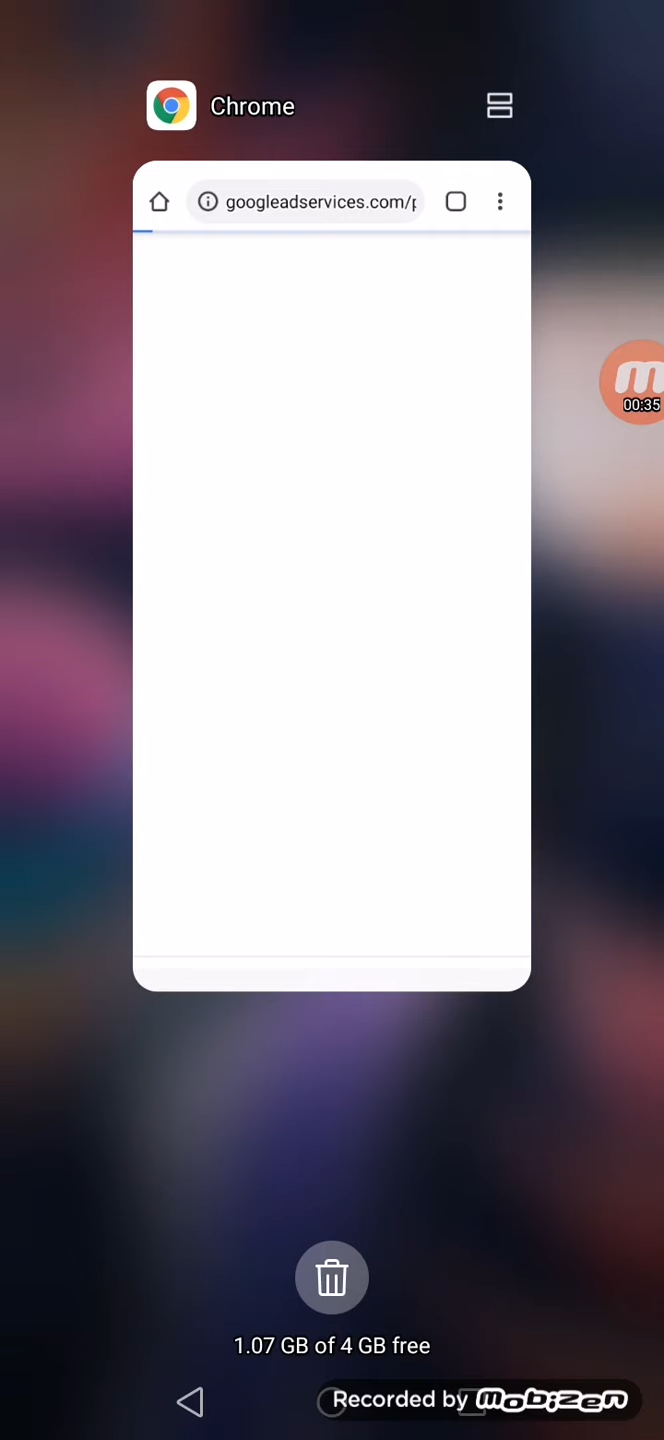 Chrome
googleadservices.com/p
00:35
1.07 GB of 4 GB free
Recorded by mobizen